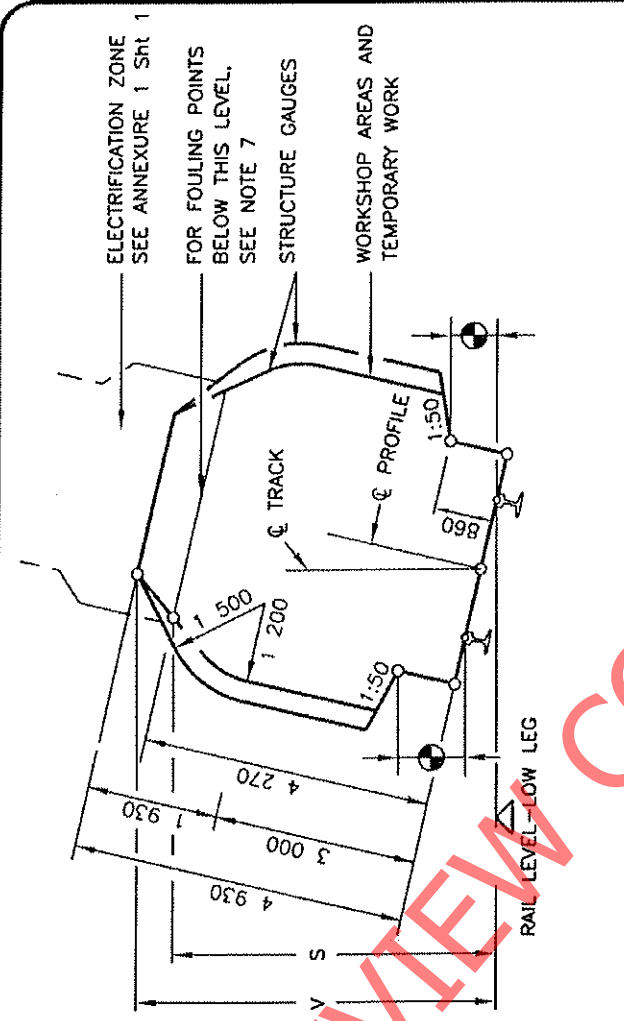 ELECTRIFICATION ZONE
SEE ANNEXURE 1 Sht 1
FOR FOULING POINTS
BELOW THIS LEVEL,
SEE NOTE 7
STRUCTURE GAUGES
WORKSHOP AREAS AND
TEMPORARY WORK
℄ TRACK
℄ PROFILE
1 500
1 200
1:50
1:50
860
4 270
1 930
3 000
4 930
S
V
RAIL LEVEL-LOW LEG
VIEW CO